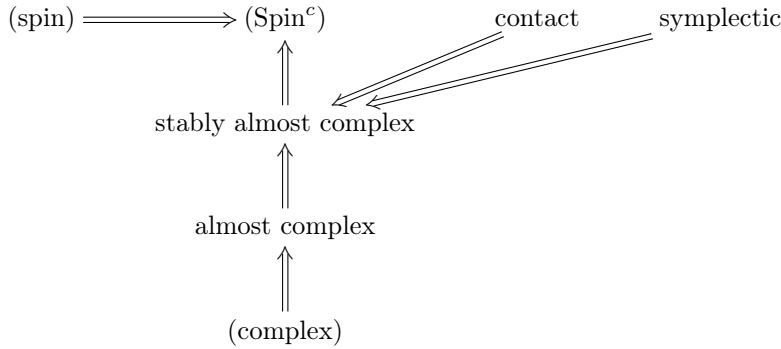 (spin) (Spin^c) contact symplectic
stably almost complex
almost complex
(complex)